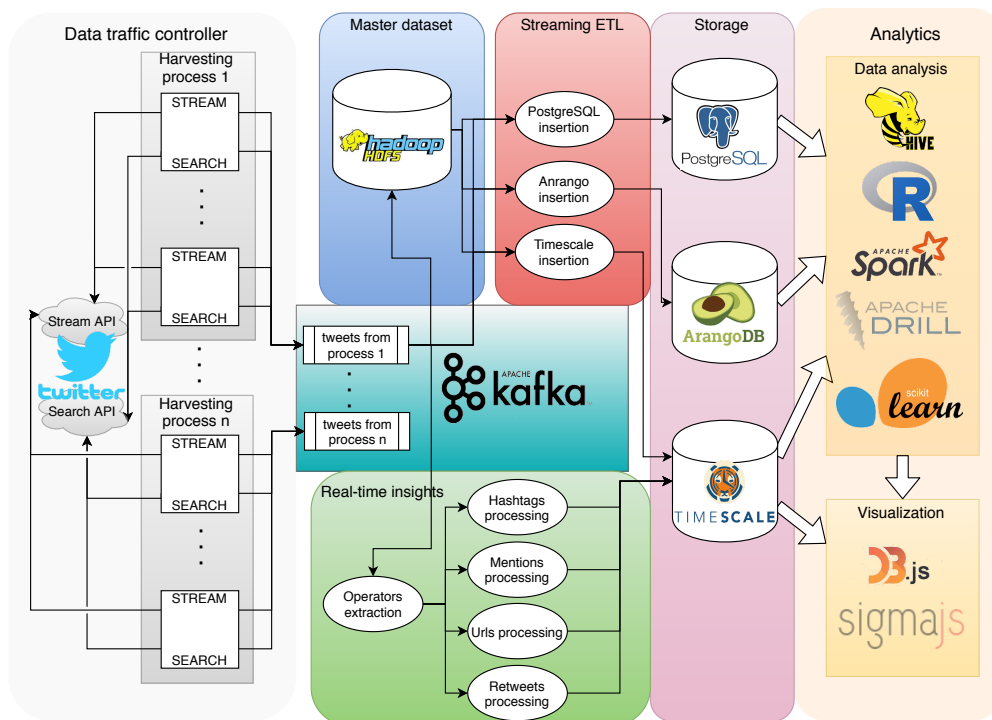 Data traffic controller
Harvesting
process 1
STREAM
SEARCH
STREAM
SEARCH
Stream API
twitter
Search API
Harvesting
process n
STREAM
SEARCH
STREAM
SEARCH
Master dataset
hadoop
HDFS
Streaming ETL
PostgreSQL
insertion
Anrango
insertion
Timescale
insertion
tweets from
process 1
tweets from
process n
APACHE
kafka
Real-time insights
Operators
extraction
Hashtags
processing
Mentions
processing
Urls processing
Retweets
processing
Storage
PostgreSQL
ArangoDB
TIMESCALE
Analytics
Data analysis
HIVE
R
APACHE
Spark
APACHE
DRILL
scikit
learn
Visualization
D3.js
sigmajs